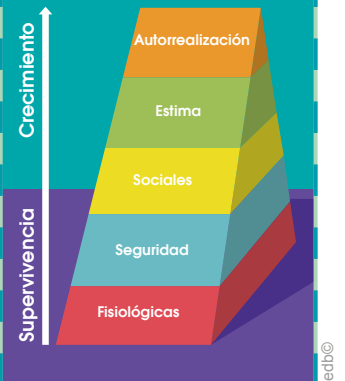 Crecimiento
Autorrealización
Estima
Sociales
Supervivencia
Seguridad
Fisiológicas
edb©